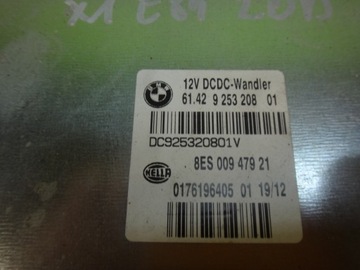 X1 E84 2013
BMW
12V DCDC-Wandler
61.42 9 253 208 01
DC925320801V
8ES 009 479 21
HELLA
0176196405 01 19/12